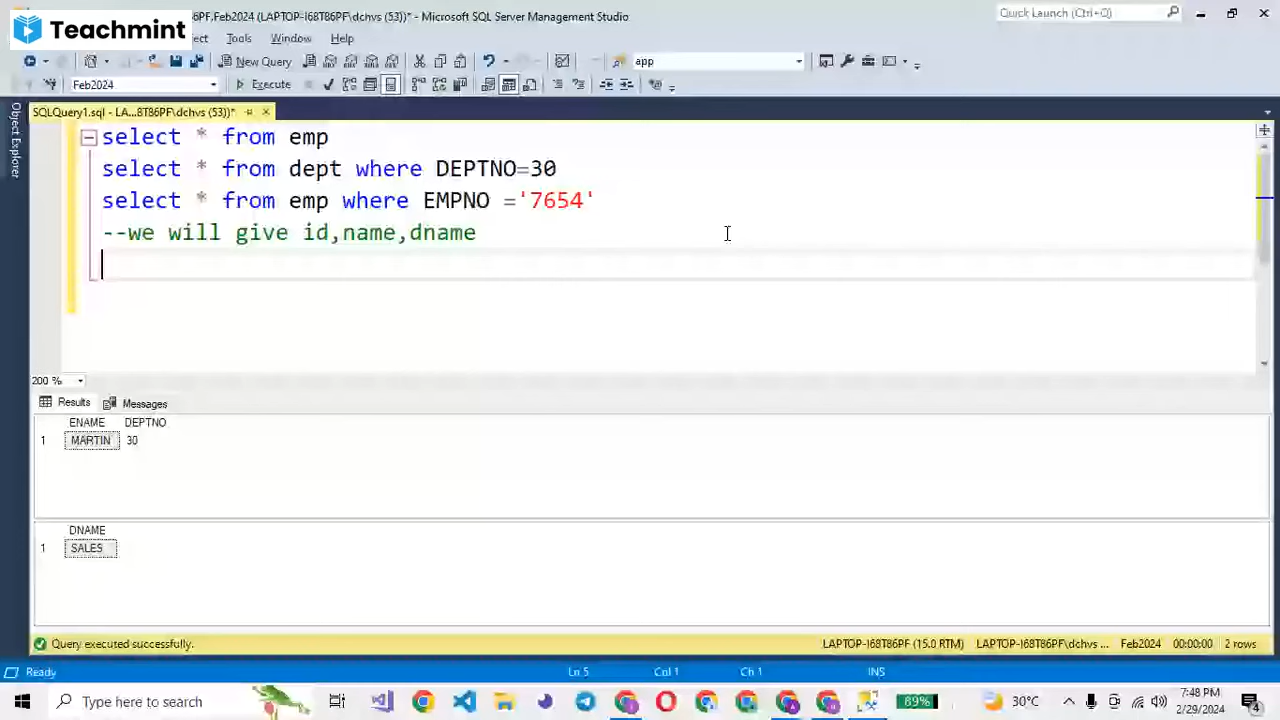 Teachmint
PF,Feb2024 (LAPTOP-I68T86PF\dchvs (53))* - Microsoft SQL Server Management Studio
Quick Launch (Ctrl+Q)
ect Tools Window Help
New Query
app
Feb2024
Execute
Object Explorer
SQLQuery1.sql - LA...8T86PF\dchvs (53))*
select * from emp
select * from dept where DEPTNO=30
select * from emp where EMPNO ='7654'
--we will give id,name,dname
200 %
Results Messages
ENAME DEPTNO
1 MARTIN 30
DNAME
1 SALES
Query executed successfully.
LAPTOP-I68T86PF (15.0 RTM) LAPTOP-I68T86PF\dchvs ... Feb2024 00:00:00 2 rows
Ready Ln 5 Col 1 Ch 1 INS
Type here to search
89%
30°C
7:48 PM
2/29/2024
4